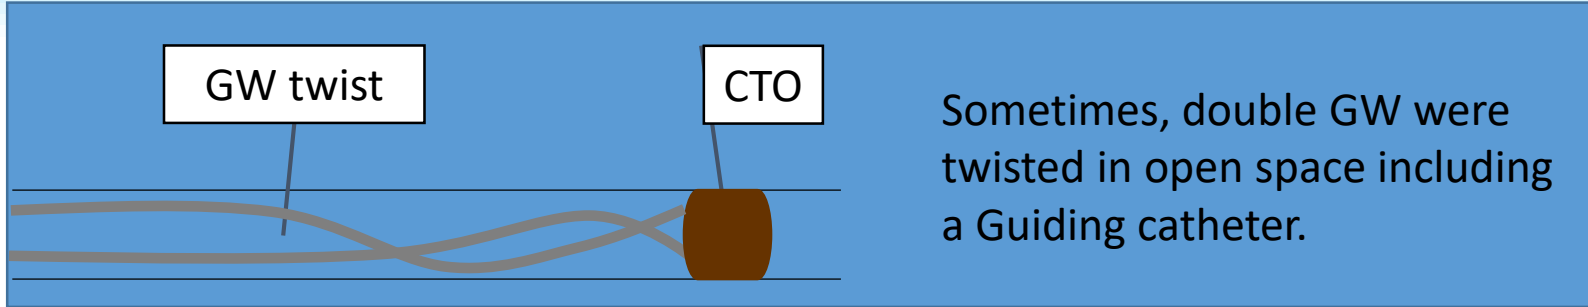 GW twist
CTO
Sometimes, double GW were
twisted in open space including
a Guiding catheter.